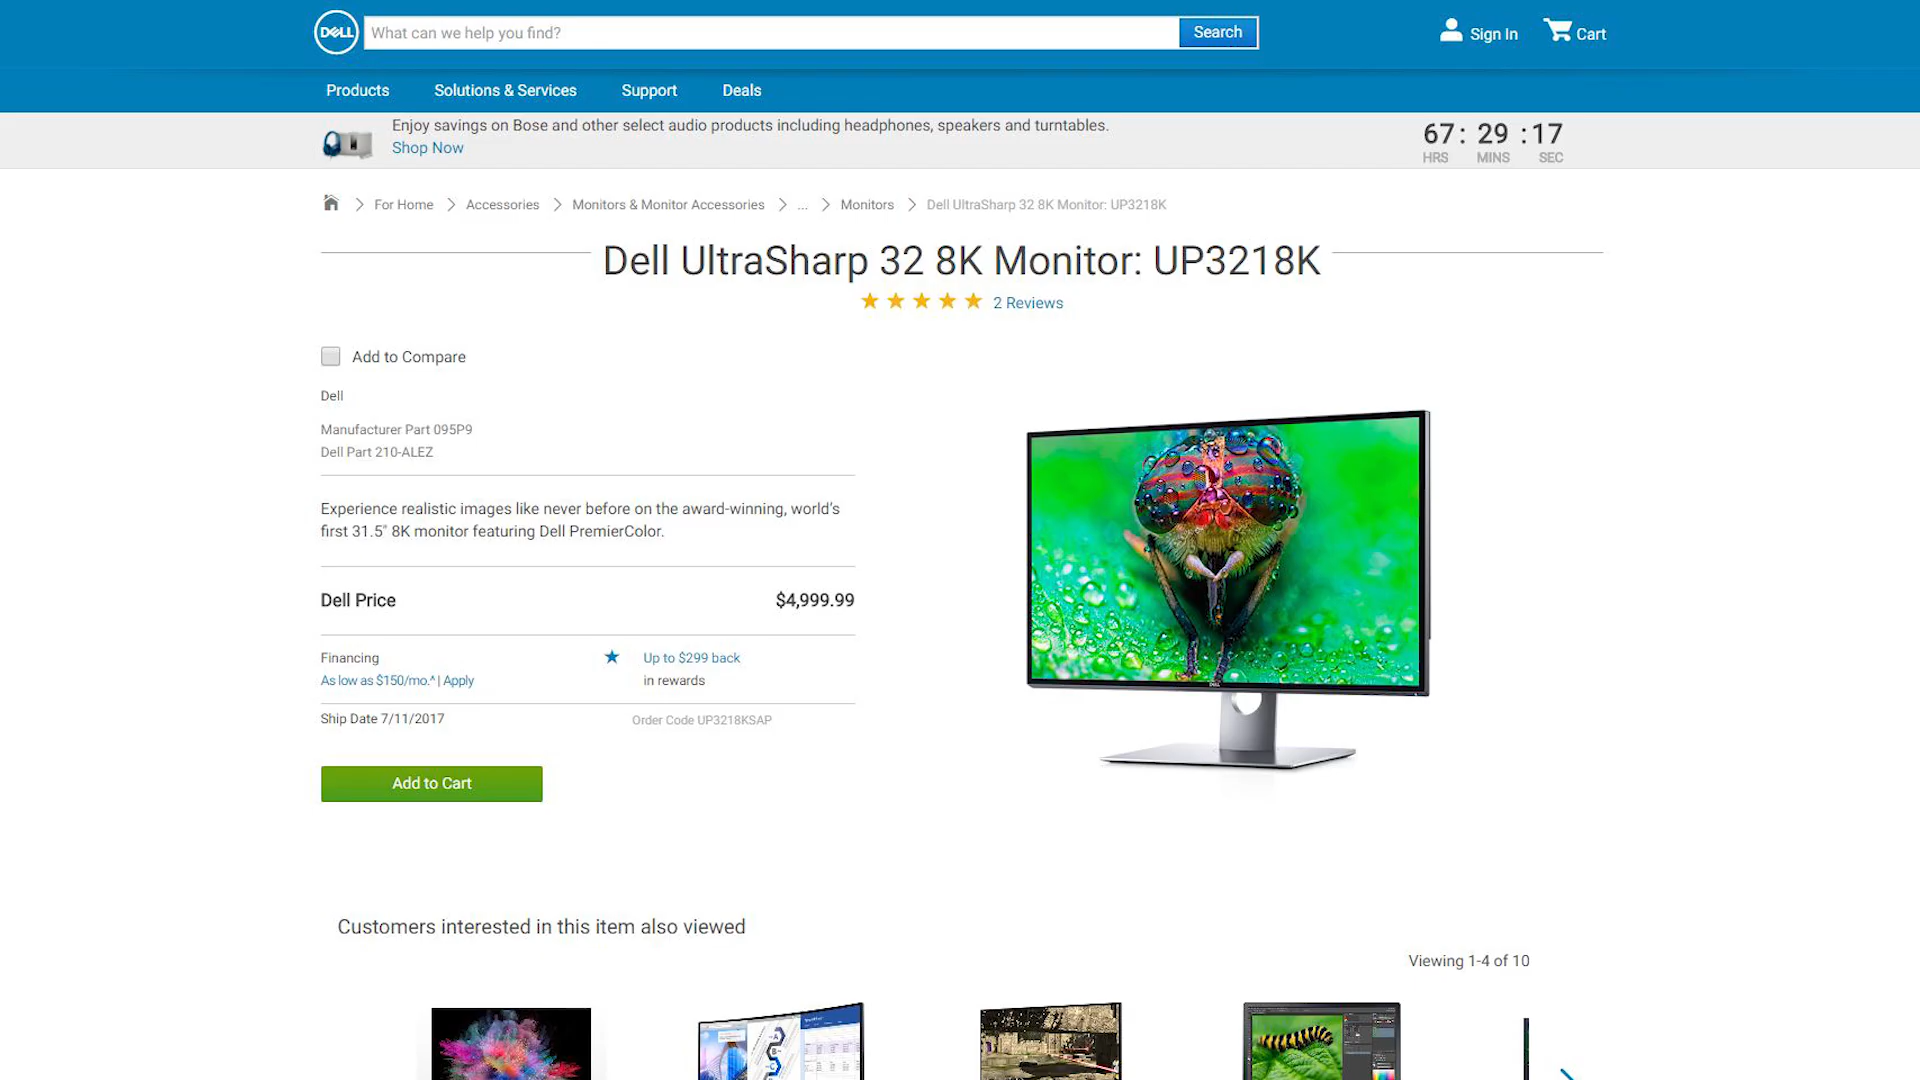 DELL
What can we help you find?
Search
Sign In
Cart
Products
Solutions & Services
Support
Deals
Enjoy savings on Bose and other select audio products including headphones, speakers and turntables.
Shop Now
67 : 29 : 17
HRS MINS SEC
For Home
Accessories
Monitors & Monitor Accessories
...
Monitors
Dell UltraSharp 32 8K Monitor: UP3218K
Dell UltraSharp 32 8K Monitor: UP3218K
2 Reviews
Add to Compare
Dell
Manufacturer Part 095P9
Dell Part 210-ALEZ
Experience realistic images like never before on the award-winning, world's
first 31.5" 8K monitor featuring Dell PremierColor.
Dell Price $4,999.99
Financing
As low as $150/mo.^ | Apply
Up to $299 back
in rewards
Ship Date 7/11/2017
Order Code UP3218KSAP
Add to Cart
Customers interested in this item also viewed
Viewing 1-4 of 10